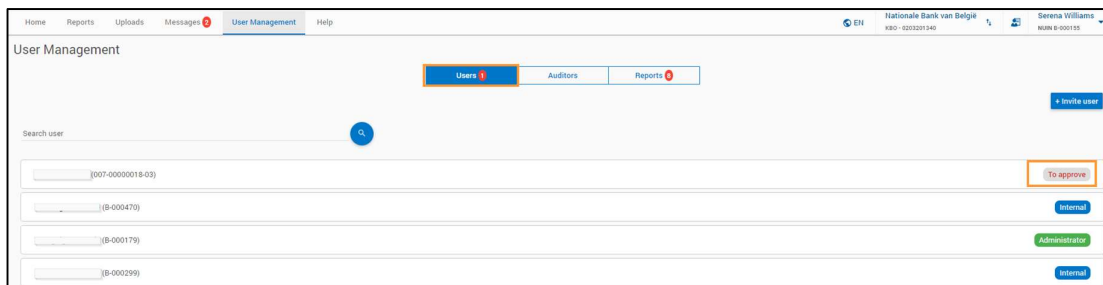 Home Reports Uploads Messages 2 User Management Help EN Nationale Bank van België KBO - 0203201340 Serena Williams NUIN B-000155
User Management
Users 1 Auditors Reports 8
+ Invite user
Search user
(007-00000018-03) To approve
(B-000470) Internal
(B-000179) Administrator
(B-000299) Internal